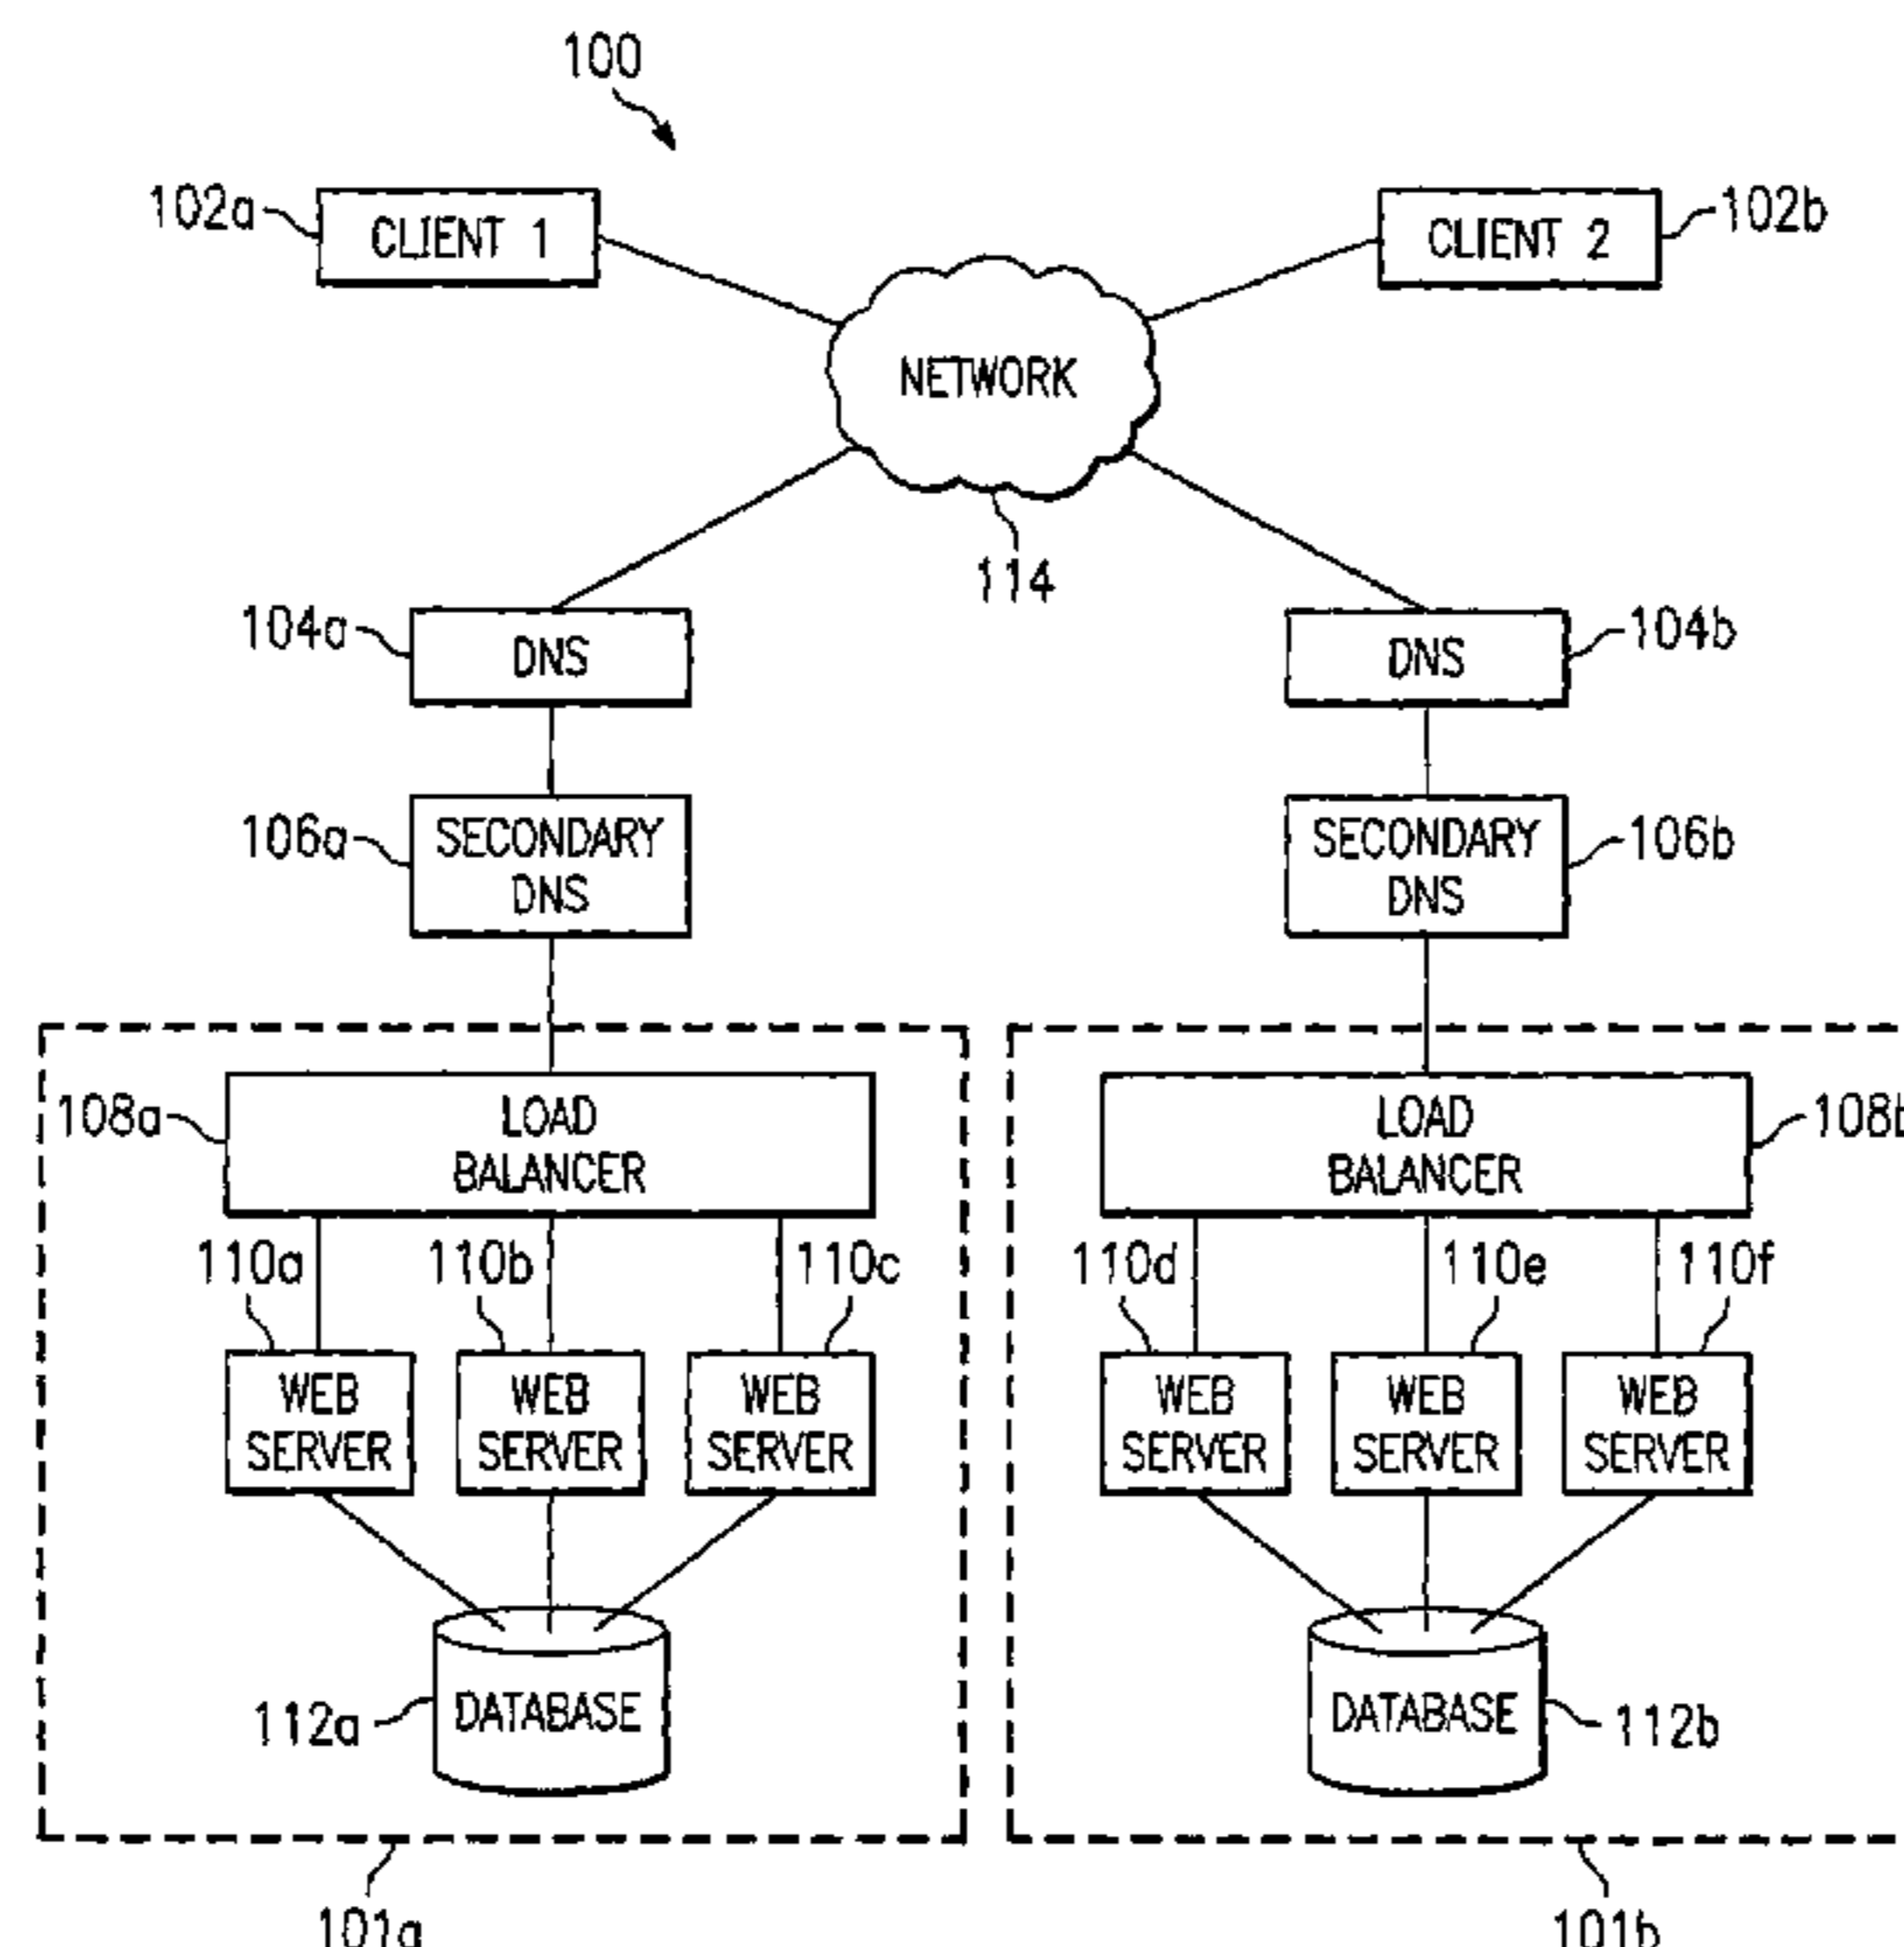 100
102a
CLIENT 1
CLIENT 2
102b
NETWORK
114
104a
DNS
DNS
104b
106a
SECONDARY
DNS
SECONDARY
DNS
106b
108a
LOAD
BALANCER
LOAD
BALANCER
108b
110a
110b
110c
110d
110e
110f
WEB
SERVER
WEB
SERVER
WEB
SERVER
WEB
SERVER
WEB
SERVER
WEB
SERVER
112a
DATABASE
DATABASE
112b
101a
101b